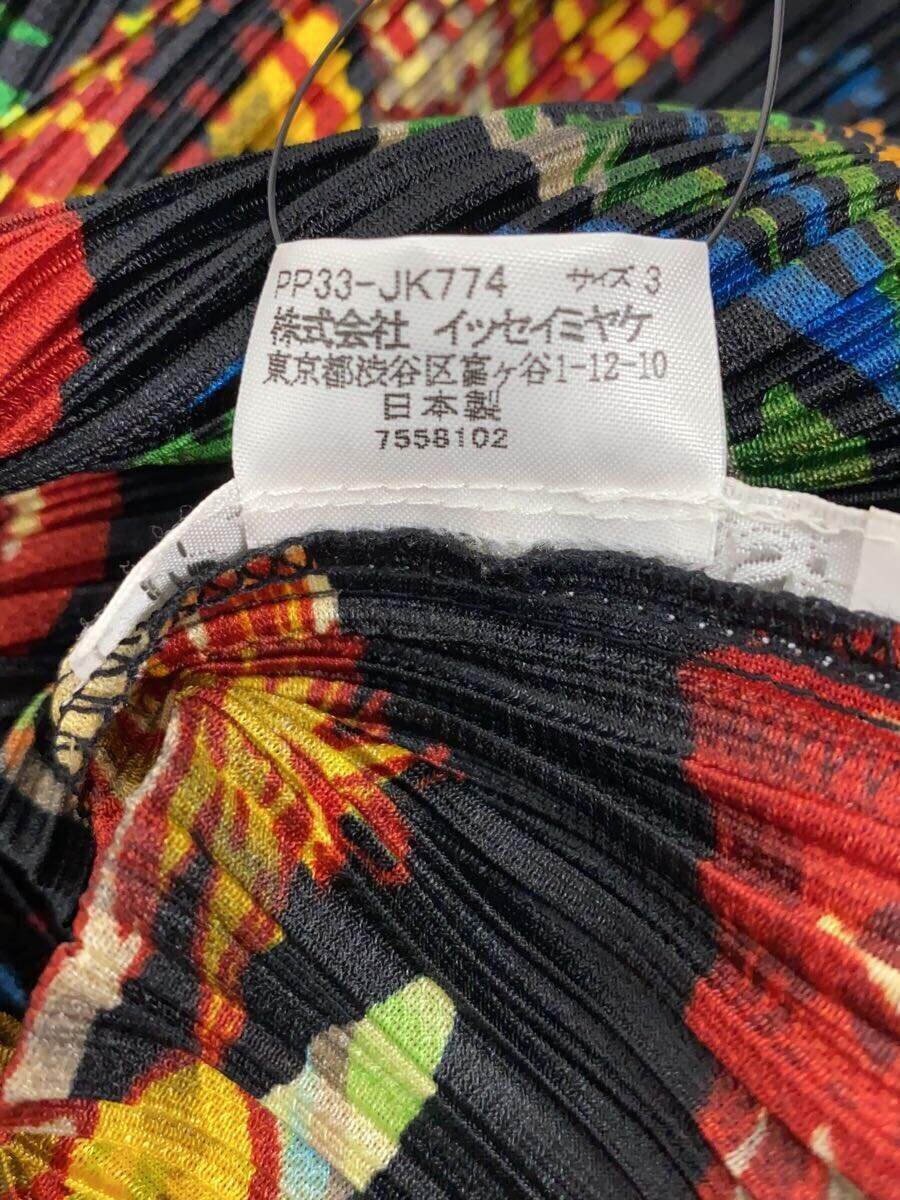 PP33-JK774 サイズ 3
株式会社 イッセイミヤケ
東京都渋谷区富ヶ谷1-12-10
日本製
7558102